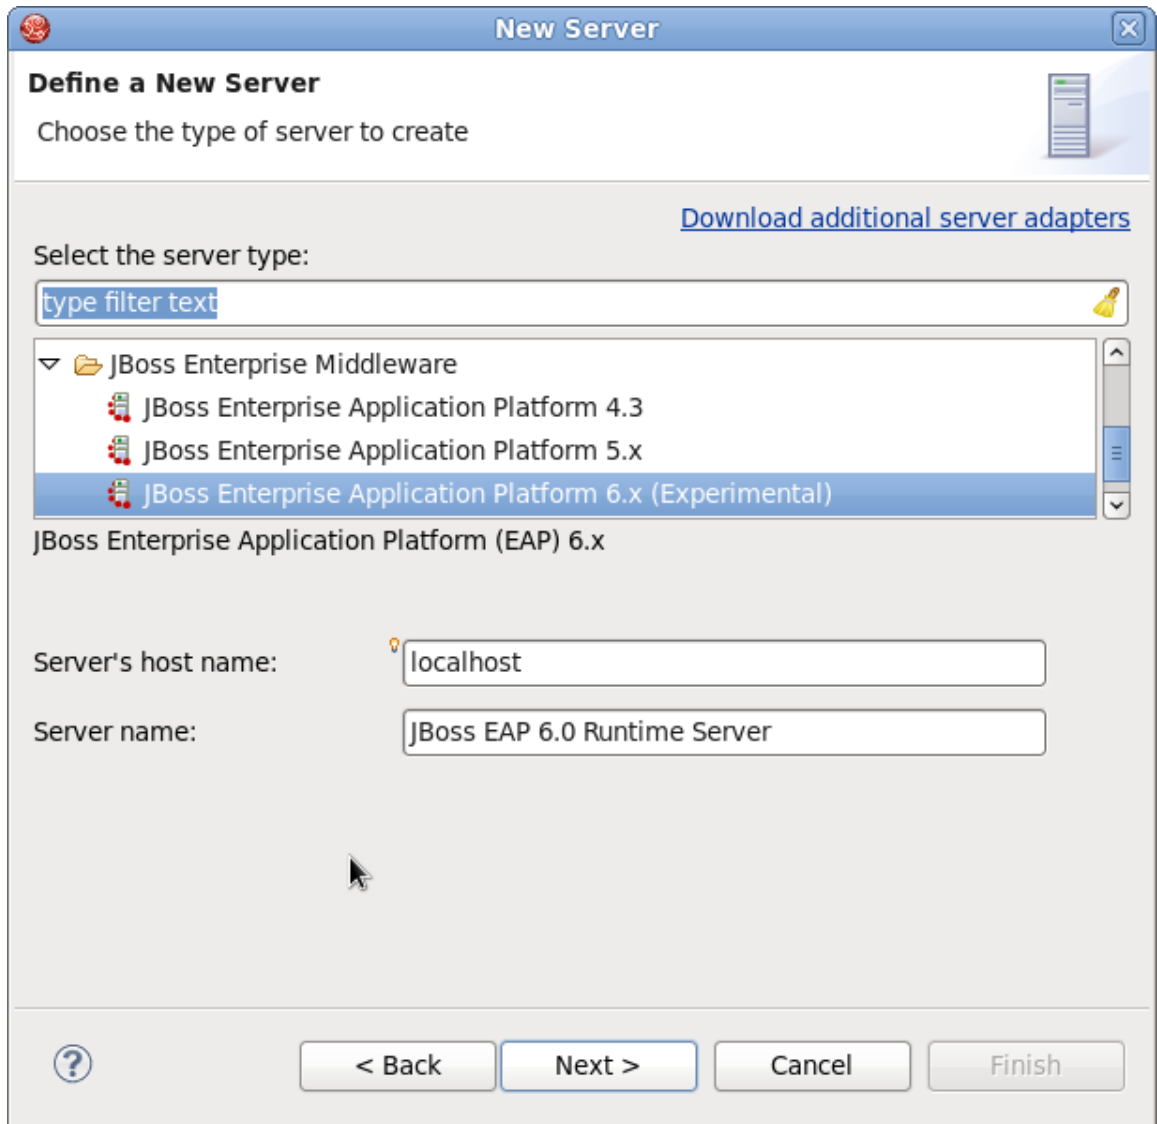 New Server
Define a New Server
Choose the type of server to create
Download additional server adapters
Select the server type:
type filter text
JBoss Enterprise Middleware
JBoss Enterprise Application Platform 4.3
JBoss Enterprise Application Platform 5.x
JBoss Enterprise Application Platform 6.x (Experimental)
JBoss Enterprise Application Platform (EAP) 6.x
Server's host name: localhost
Server name: JBoss EAP 6.0 Runtime Server
? < Back Next > Cancel Finish